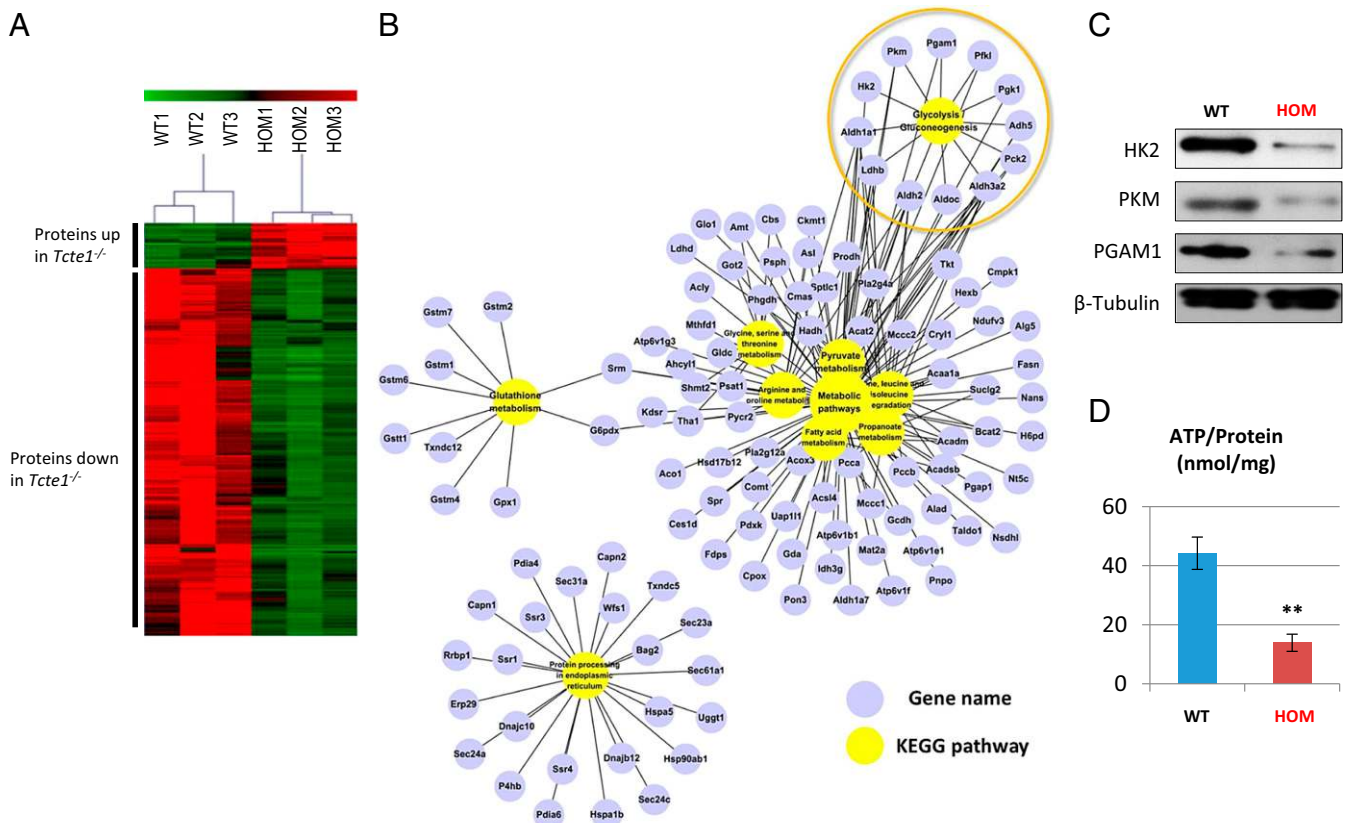 A
WT1
WT2
WT3
HOM1
HOM2
HOM3
Proteins up
in Tcte1-/-
Proteins down
in Tcte1-/-
B
Pkm
Pgam1
Pfkl
Hk2
Pgk1
Glycolysis /
Gluconeogenesis
Aldh1a1
Adh5
Ldhb
Pck2
Aldh2
Aldoc
Aldh3a2
Glo1
Amt
Cbs
Ckmt1
Ldhd
Got2
Psph
Asl
Prodh
Tkt
Cmpk1
Acly
Phgdh
Cmas
Sptlc1
Pla2g4a
Hexb
Mthfd1
Hadh
Acat2
Mccc2
Cryl1
Ndufv3
Alg5
Atp6v1g3
Gldc
Glycine, serine and
threonine
metabolism
Pyruvate
metabolism
Srm
Ahcyl1
Shmt2
Psat1
Arginine and
proline metabol
Metabolic
pathways
ne, leucine and
isoleucine
egradation
Acaa1a
Fasn
Suclg2
Nans
Kdsr
Tha1
Pycr2
Fatty acid
metabolism
Propanoate
metabolism
Bcat2
H6pd
G6pdx
Gstm7
Gstm2
Gstm1
Gstm6
Glutathione
metabolism
Gstt1
Txndc12
Gstm4
Gpx1
Aco1
Hsd17b12
Pla2g12a
Acox3
Pcca
Pccb
Acadm
Acadsb
Pgap1
Nt5c
Ces1d
Spr
Comt
Acsl4
Mccc1
Alad
Taldo1
Nsdhl
Fdps
Pdxk
Uap1l1
Atp6v1b1
Gcdh
Cpox
Gda
Idh3g
Mat2a
Atp6v1e1
Pnpo
Pon3
Aldh1a7
Atp6v1f
Pdia4
Sec31a
Capn2
Txndc5
Capn1
Ssr3
Wfs1
Sec23a
Rrbp1
Ssr1
Bag2
Sec61a1
Protein processing
in endoplasmic
reticulum
Erp29
Dnajc10
Hspa5
Uggt1
Sec24a
Ssr4
Dnajb12
Hsp90ab1
P4hb
Sec24c
Pdia6
Hspa1b
Gene name
KEGG pathway
C
WT
HOM
HK2
PKM
PGAM1
β-Tubulin
D
ATP/Protein
(nmol/mg)
60
40
20
0
**
WT
HOM